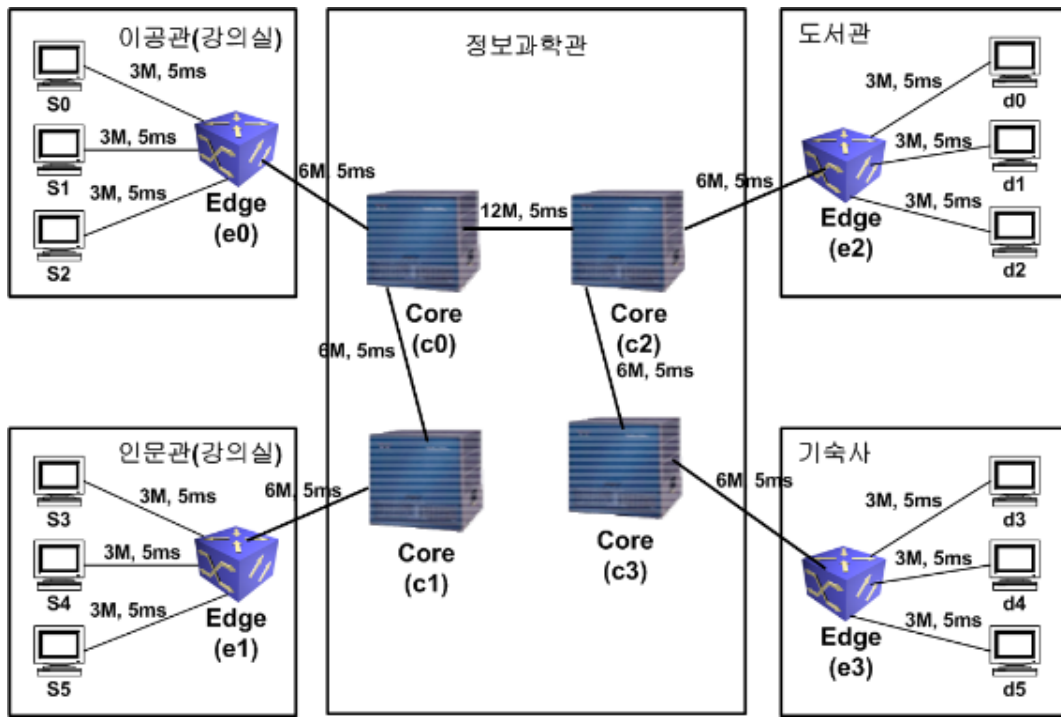 이공관(강의실)
3M, 5ms
S0
3M, 5ms
S1
3M, 5ms
S2
Edge
(e0)
6M, 5ms
정보과학관
12M, 5ms
Core
(c0)
Core
(c2)
6M, 5ms
6M, 5ms
Core
(c1)
Core
(c3)
도서관
3M, 5ms
d0
3M, 5ms
d1
3M, 5ms
d2
6M, 5ms
Edge
(e2)
인문관(강의실)
S3
3M, 5ms
S4
3M, 5ms
S5
3M, 5ms
Edge
(e1)
6M, 5ms
기숙사
6M, 5ms
3M, 5ms
d3
3M, 5ms
d4
3M, 5ms
d5
Edge
(e3)